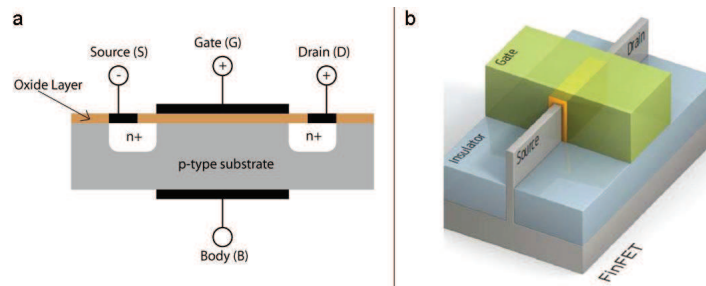 a
Source (S)
Gate (G)
Drain (D)
-
+
+
Oxide Layer
n+
n+
p-type substrate
Body (B)
b
Gate
Drain
Insulator
Source
FinFET